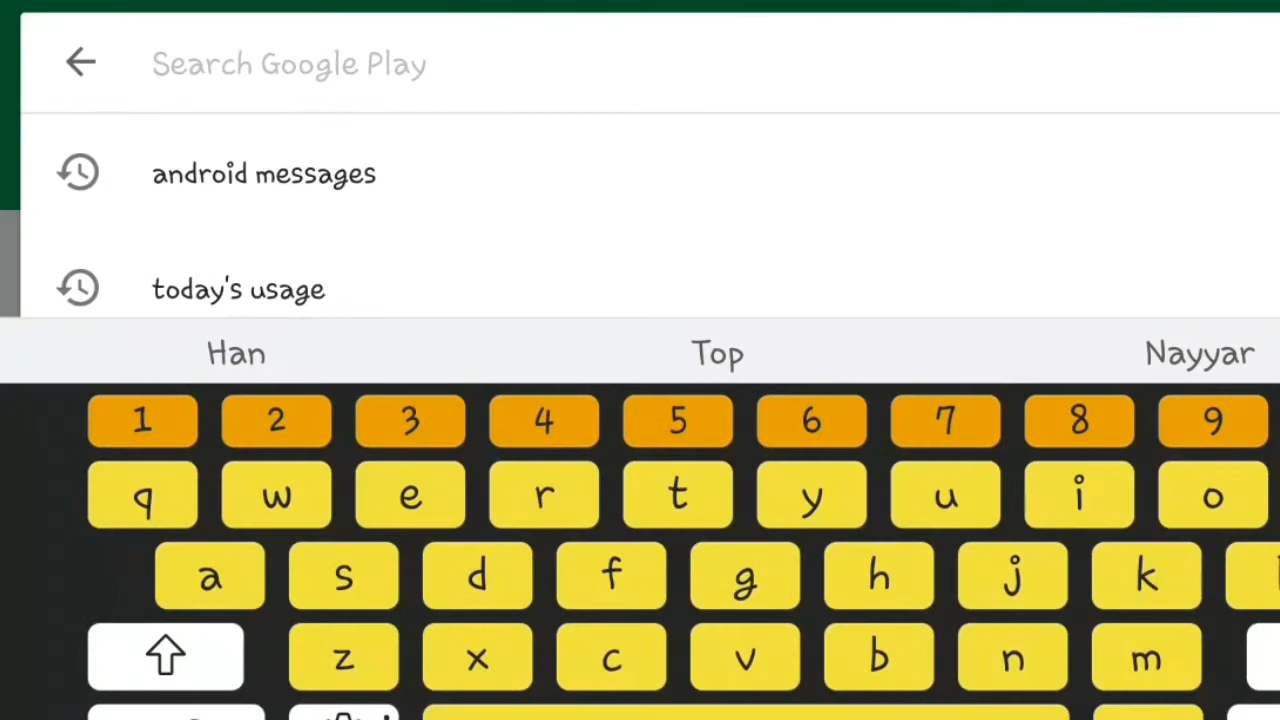 Search Google Play
android messages
today's usage
Han Top Nayyar
1 2 3 4 5 6 7 8 9
q w e r t y u i o
a s d f g h j k
z x c v b n m